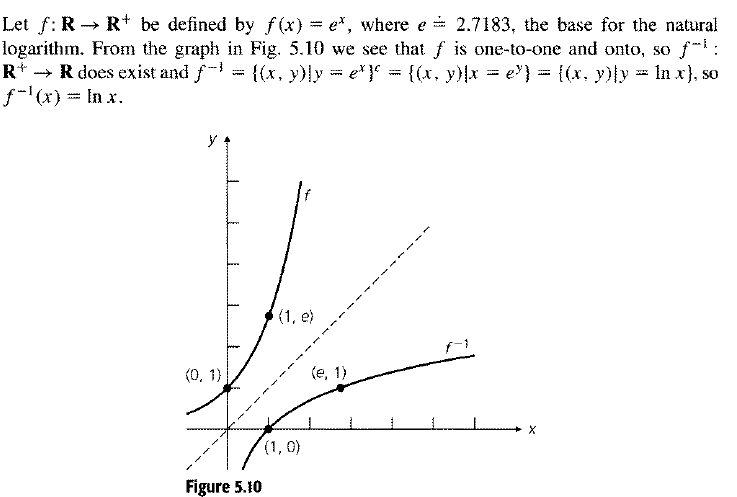 Let f: R → R⁺ be defined by f(x) = eˣ, where e ≐ 2.7183, the base for the natural
logarithm. From the graph in Fig. 5.10 we see that f is one-to-one and onto, so f⁻¹:
R⁺ → R does exist and f⁻¹ = {(x, y)|y = eˣ}ᶜ = {(x, y)|x = eʸ} = {(x, y)|y = ln x}, so
f⁻¹(x) = ln x.
y
f
(1, e)
f⁻¹
(0, 1)
(e, 1)
x
(1, 0)
Figure 5.10